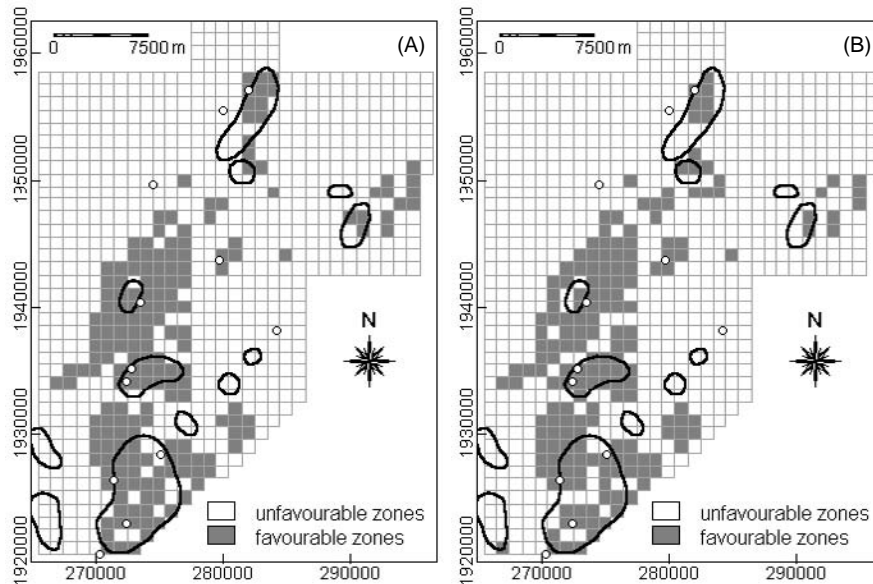 (A)
0 7500 m
1960000
1350000
1940000
1930000
1920000
N
unfavourable zones
favourable zones
270000 280000 290000
(B)
0 7500 m
1960000
1350000
1940000
1930000
1920000
N
unfavourable zones
favourable zones
270000 280000 290000